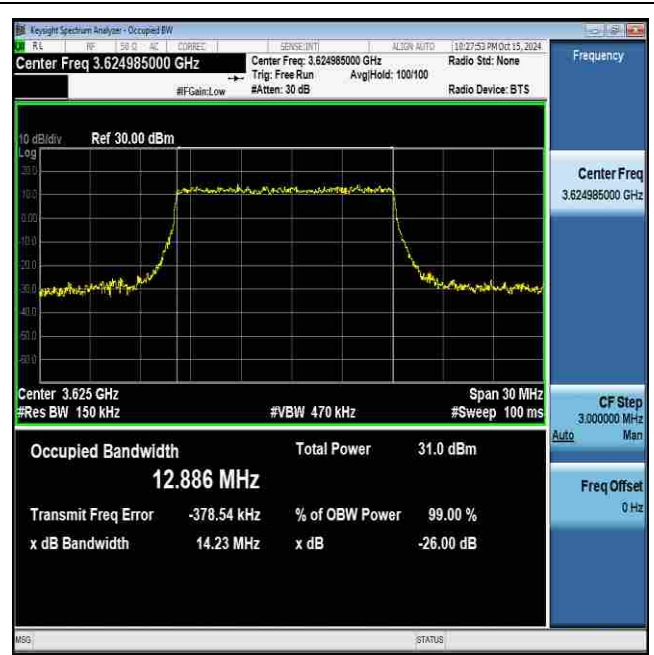 Keysight Spectrum Analyzer - Occupied BW
RL RF 50 Ω AC CORREC SENSE:INT ALIGN AUTO 10:27:53 PM Oct 15, 2024
Center Freq 3.624985000 GHz
Center Freq: 3.624985000 GHz
Radio Std: None
Trig: Free Run Avg|Hold: 100/100
#IFGain:Low
#Atten: 30 dB
Radio Device: BTS
Frequency
10 dB/div Ref 30.00 dBm
Log
20.0
10.0
0.00
-10.0
-20.0
-30.0
-40.0
-50.0
-60.0
Center 3.625 GHz
Span 30 MHz
#Res BW 150 kHz
#VBW 470 kHz
#Sweep 100 ms
Center Freq
3.624985000 GHz
CF Step
3.000000 MHz
Auto Man
Freq Offset
0 Hz
Occupied Bandwidth
12.886 MHz
Total Power 31.0 dBm
Transmit Freq Error -378.54 kHz
% of OBW Power 99.00 %
x dB Bandwidth 14.23 MHz
x dB -26.00 dB
MSG
STATUS